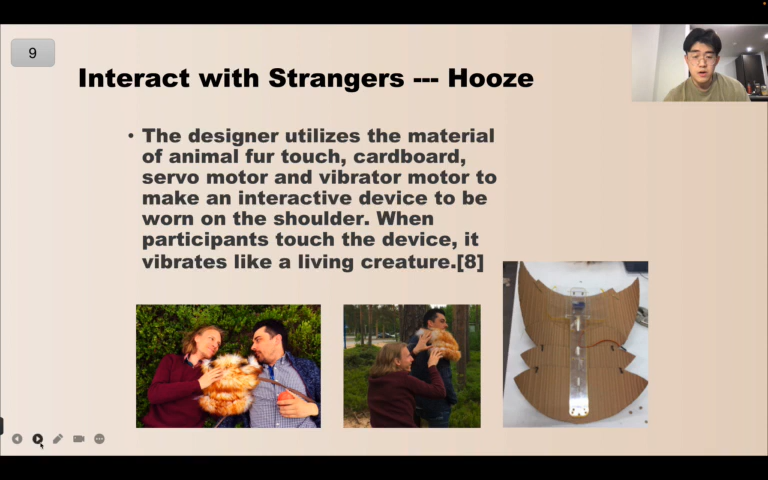 9
Interact with Strangers --- Hooze
• The designer utilizes the material
of animal fur touch, cardboard,
servo motor and vibrator motor to
make an interactive device to be
worn on the shoulder. When
participants touch the device, it
vibrates like a living creature.[8]